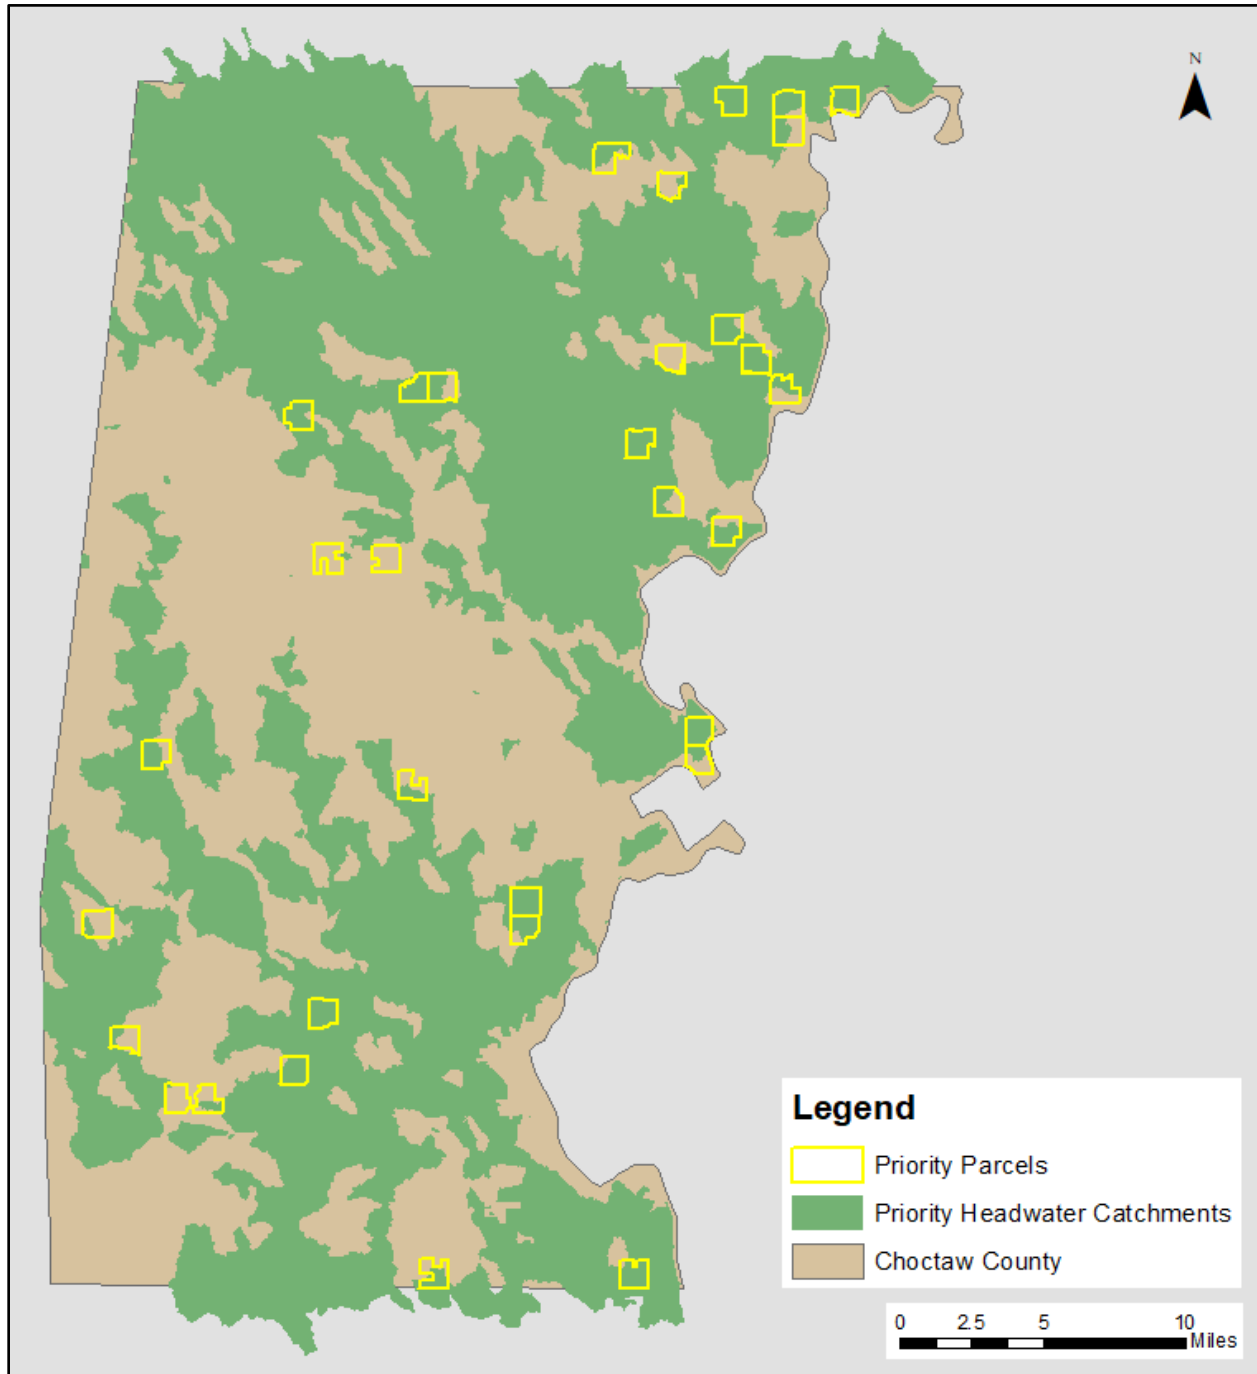 N
Legend
Priority Parcels
Priority Headwater Catchments
Choctaw County
0 2.5 5 10
Miles